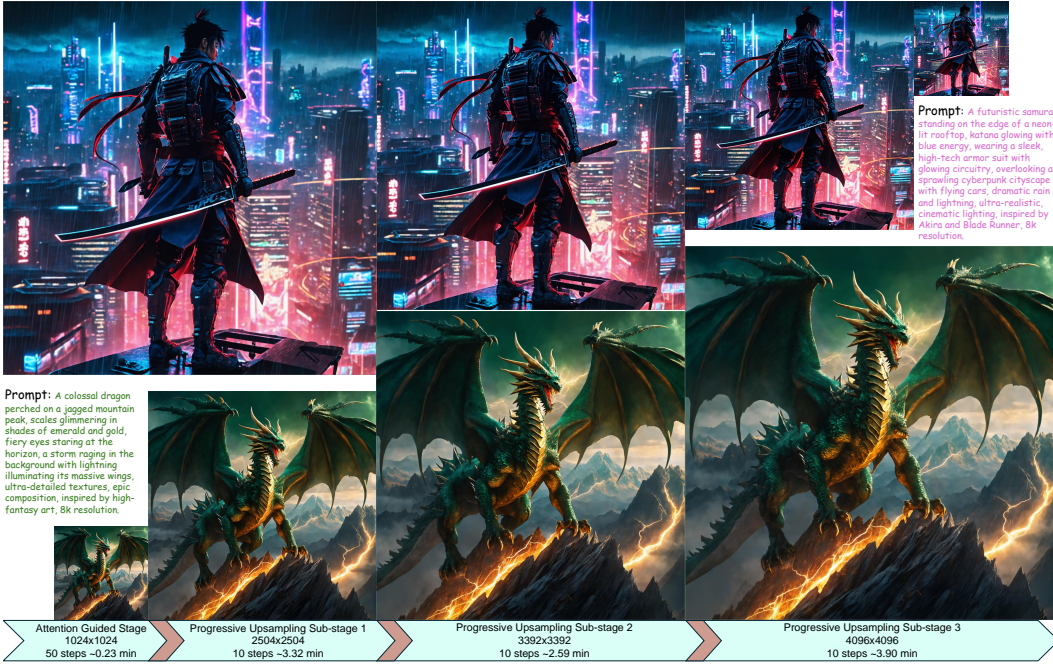 Prompt: A futuristic samura
standing on the edge of a neon-
lit rooftop, katana glowing with
blue energy, wearing a sleek,
high-tech armor suit with
glowing circuitry, overlooking a
sprawling cyberpunk cityscape
with flying cars, dramatic rain
and lightning, ultra-realistic,
cinematic lighting, inspired by
Akira and Blade Runner, 8k
resolution.
Prompt: A colossal dragon
perched on a jagged mountain
peak, scales glimmering in
shades of emerald and gold,
fiery eyes staring at the
horizon, a storm raging in the
background with lightning
illuminating its massive wings,
ultra-detailed textures, epic
composition, inspired by high-
fantasy art, 8k resolution.
Attention Guided Stage
1024x1024
50 steps ~0.23 min
Progressive Upsampling Sub-stage 1
2504x2504
10 steps ~3.32 min
Progressive Upsampling Sub-stage 2
3392x3392
10 steps ~2.59 min
Progressive Upsampling Sub-stage 3
4096x4096
10 steps ~3.90 min